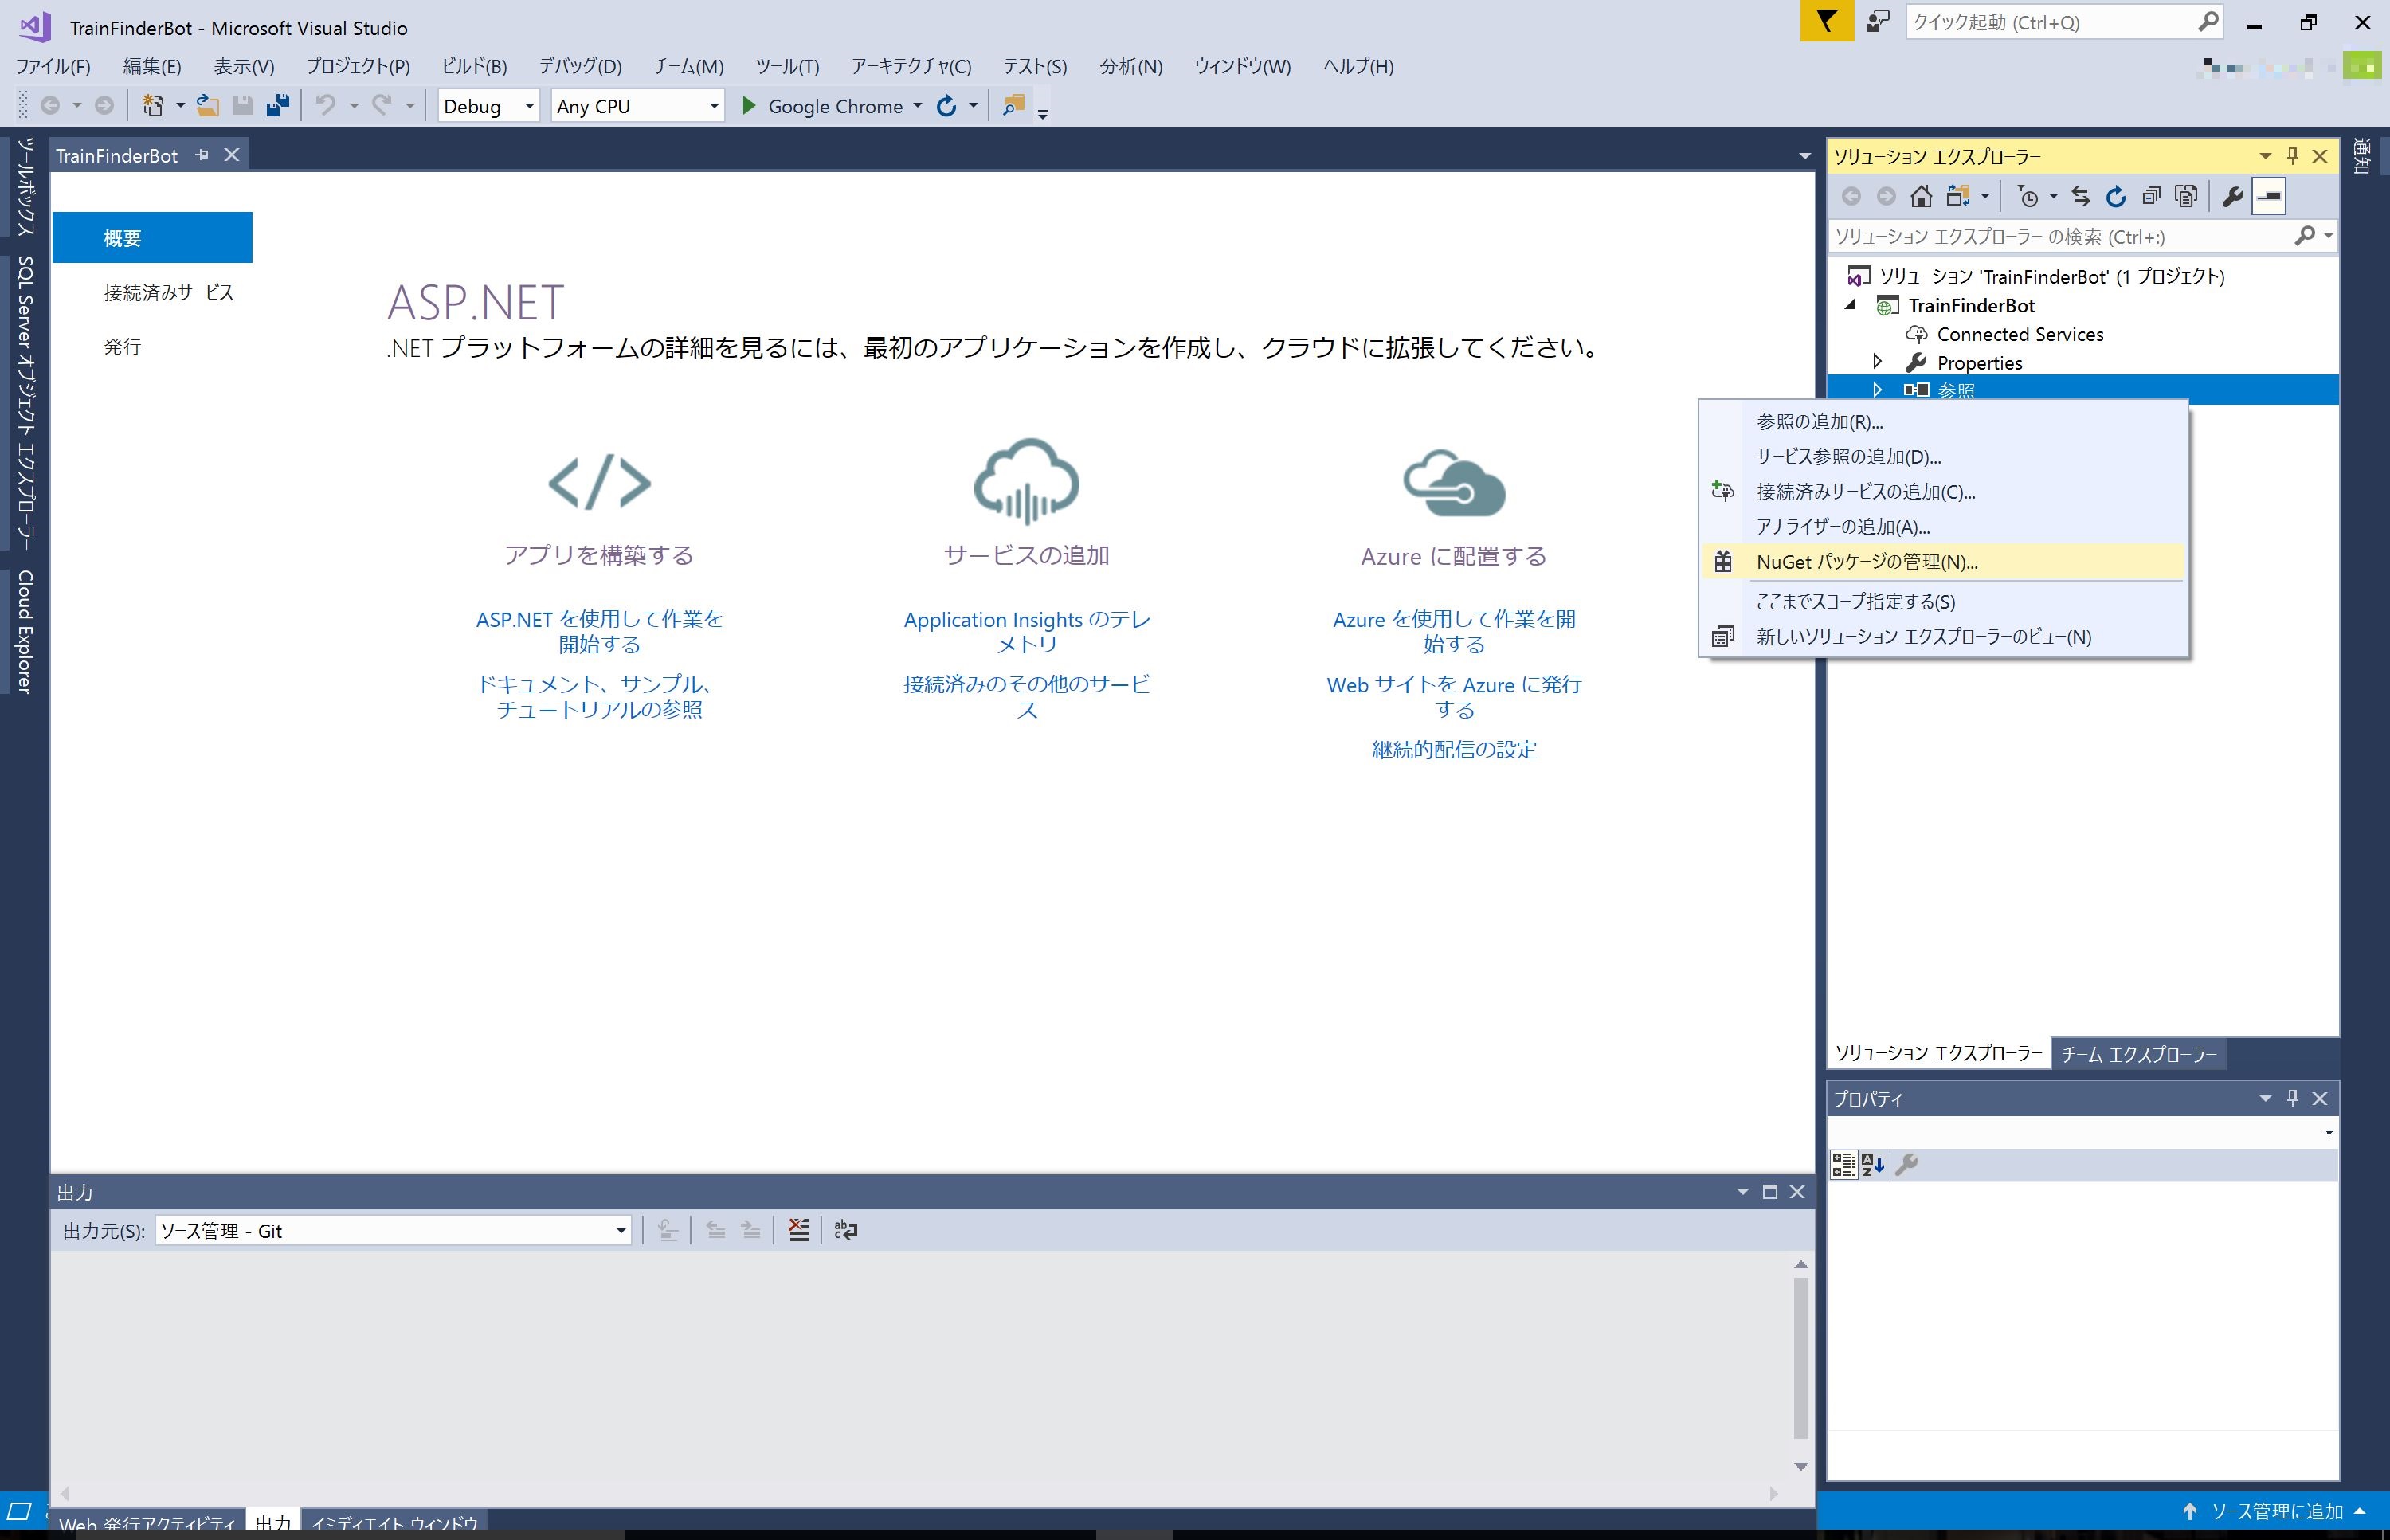 TrainFinderBot - Microsoft Visual Studio
クイック起動 (Ctrl+Q)
ファイル(F) 編集(E) 表示(V) プロジェクト(P) ビルド(B) デバッグ(D) チーム(M) ツール(T) アーキテクチャ(C) テスト(S) 分析(N) ウィンドウ(W) ヘルプ(H)
Debug Any CPU Google Chrome
ツールボックス
SQL Server オブジェクト エクスプローラー
Cloud Explorer
TrainFinderBot
概要
接続済みサービス
発行
ASP.NET
.NET プラットフォームの詳細を見るには、最初のアプリケーションを作成し、クラウドに拡張してください。
アプリを構築する
ASP.NET を使用して作業を
開始する
ドキュメント、サンプル、
チュートリアルの参照
サービスの追加
Application Insights のテレ
メトリ
接続済みのその他のサービ
ス
Azure に配置する
Azure を使用して作業を開
始する
Web サイトを Azure に発行
する
継続的配信の設定
ソリューション エクスプローラー
通知
ソリューション エクスプローラー の検索 (Ctrl+:)
ソリューション 'TrainFinderBot' (1 プロジェクト)
TrainFinderBot
Connected Services
Properties
参照
参照の追加(R)...
サービス参照の追加(D)...
接続済みサービスの追加(C)...
アナライザーの追加(A)...
NuGet パッケージの管理(N)...
ここまでスコープ指定する(S)
新しいソリューション エクスプローラーのビュー(N)
ソリューション エクスプローラー チーム エクスプローラー
プロパティ
出力
出力元(S): ソース管理 - Git
Web 発行アクティビティ 出力 イミディエイト ウィンドウ
ソース管理に追加